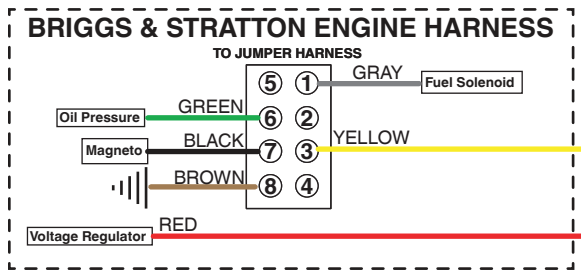 BRIGGS & STRATTON ENGINE HARNESS
TO JUMPER HARNESS
5 1 GRAY Fuel Solenoid
Oil Pressure GREEN 6 2
Magneto BLACK 7 3 YELLOW
BROWN 8 4
Voltage Regulator RED